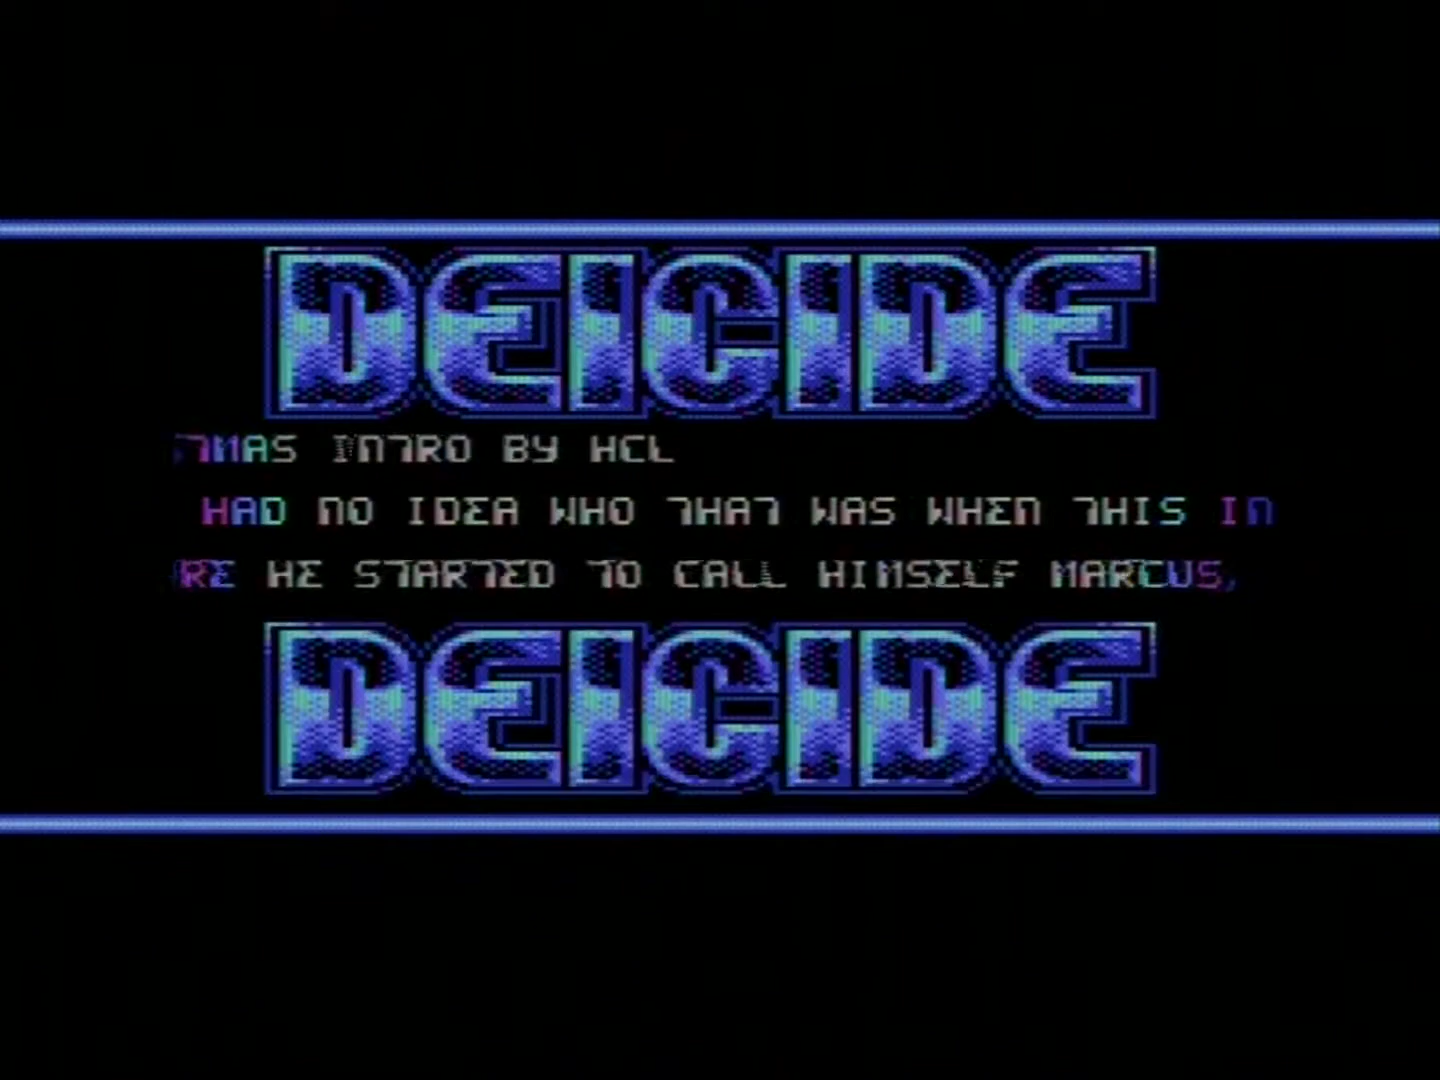 DEICIDE
TMAS INTRO BY HCL
HAD NO IDEA WHO THAT WAS WHEN THIS IN
RE HE STARTED TO CALL HIMSELF MARCUS,
DEICIDE